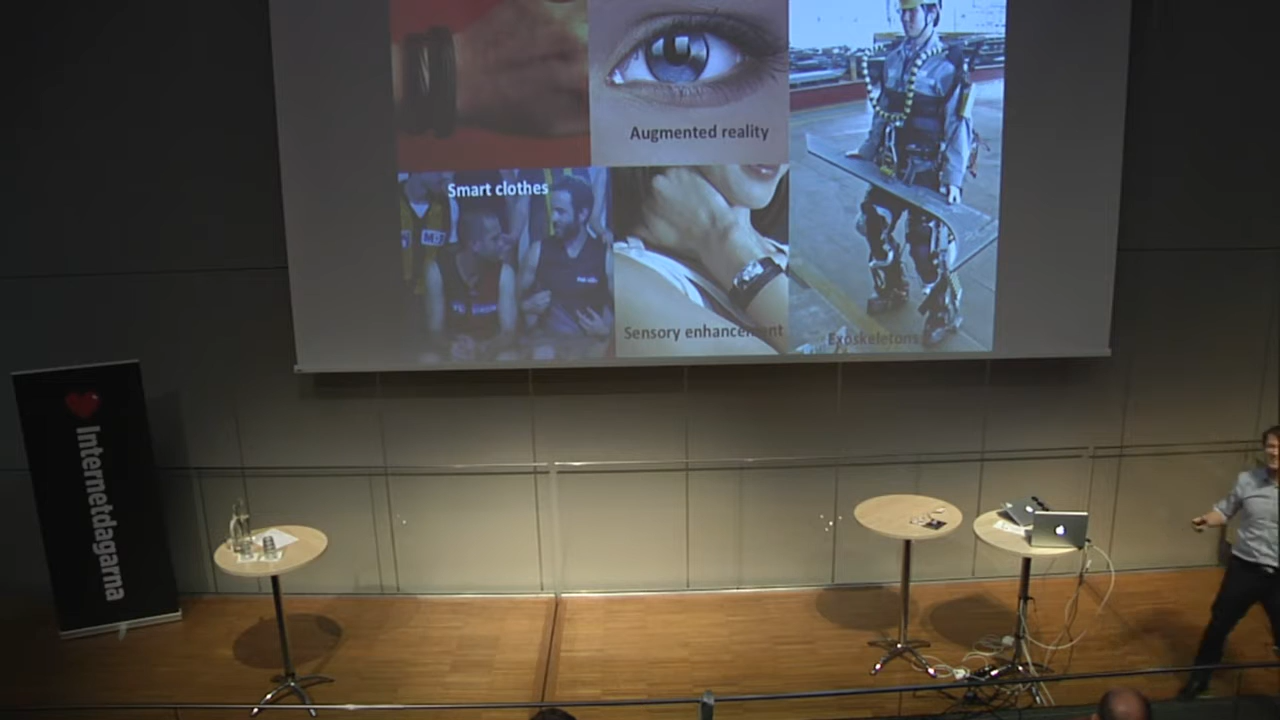 Augmented reality
Smart clothes
Sensory enhancement
Exoskeletons
Internetdagarna